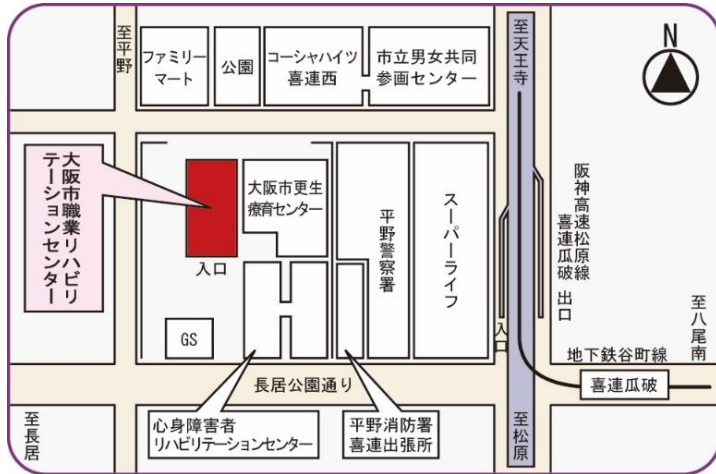 至平野
ファミリー
マート
公園
コーシャハイツ
喜連西
市立男女共同
参画センター
至天王寺
N
大阪市職業リハビリ
テーションセンター
大阪市更生
療育センター
入口
平野警察署
スーパーライフ
阪神高速松原線
喜連瓜破 出口
入口
至八尾南
GS
地下鉄谷町線
喜連瓜破
長居公園通り
至長居
心身障害者
リハビリテーションセンター
平野消防署
喜連出張所
至松原